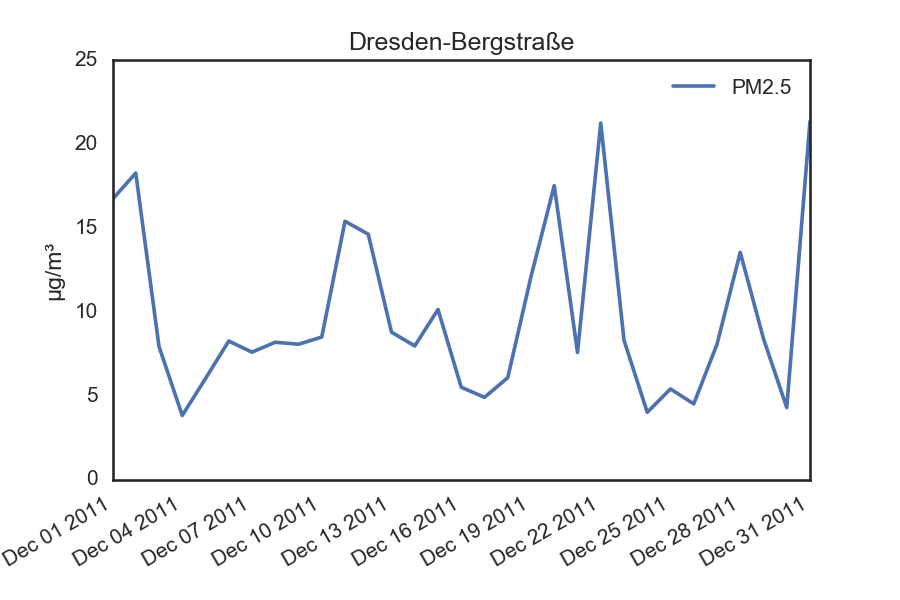 Dresden-Bergstraße
25
20
15
10
5
0
µg/m³
PM2.5
Dec 01 2011
Dec 04 2011
Dec 07 2011
Dec 10 2011
Dec 13 2011
Dec 16 2011
Dec 19 2011
Dec 22 2011
Dec 25 2011
Dec 28 2011
Dec 31 2011